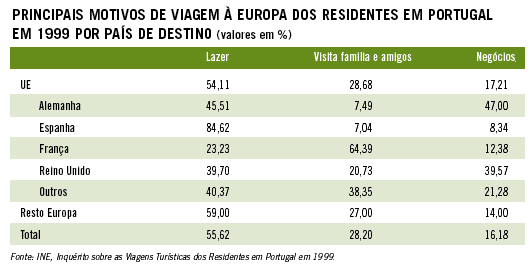 PRINCIPAIS MOTIVOS DE VIAGEM À EUROPA DOS RESIDENTES EM PORTUGAL
EM 1999 POR PAÍS DE DESTINO (valores em %)
Lazer Visita família e amigos Negócios
UE 54,11 28,68 17,21
Alemanha 45,51 7,49 47,00
Espanha 84,62 7,04 8,34
França 23,23 64,39 12,38
Reino Unido 39,70 20,73 39,57
Outros 40,37 38,35 21,28
Resto Europa 59,00 27,00 14,00
Total 55,62 28,20 16,18
Fonte: INE, Inquérito sobre as Viagens Turísticas dos Residentes em Portugal em 1999.